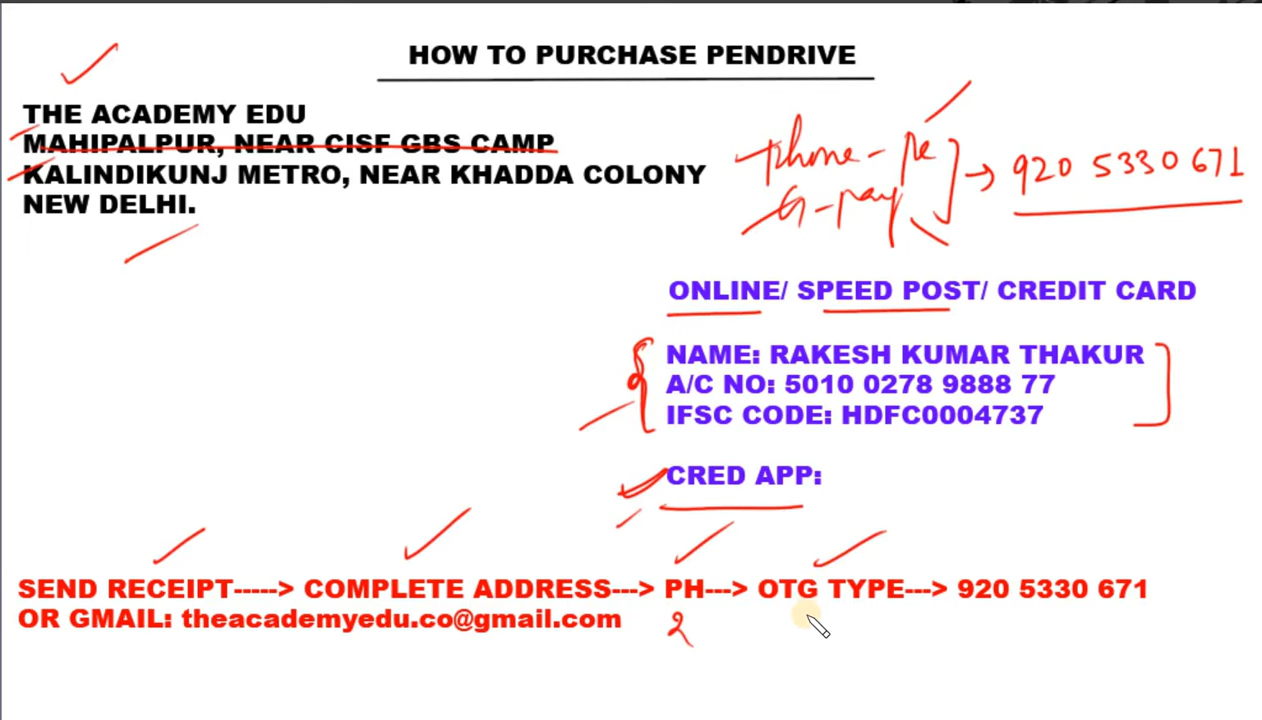 HOW TO PURCHASE PENDRIVE
THE ACADEMY EDU
MAHIPALPUR, NEAR CISF GBS CAMP
KALINDIKUNJ METRO, NEAR KHADDA COLONY
NEW DELHI.
phone-pe
G-pay
920 5330 671
ONLINE/ SPEED POST/ CREDIT CARD
NAME: RAKESH KUMAR THAKUR
A/C NO: 5010 0278 9888 77
IFSC CODE: HDFC0004737
CRED APP:
SEND RECEIPT-----> COMPLETE ADDRESS---> PH---> OTG TYPE---> 920 5330 671
OR GMAIL: theacademyedu.co@gmail.com
2